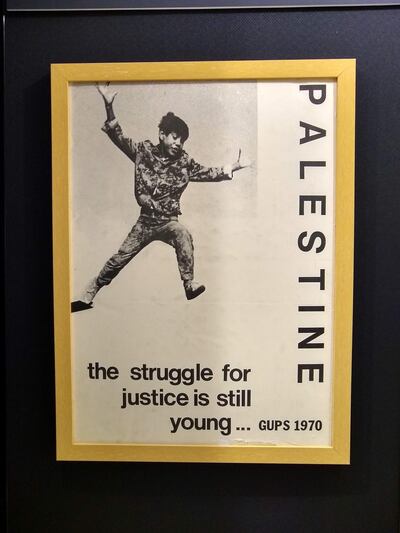 PALESTINE
the struggle for
justice is still
young... GUPS 1970